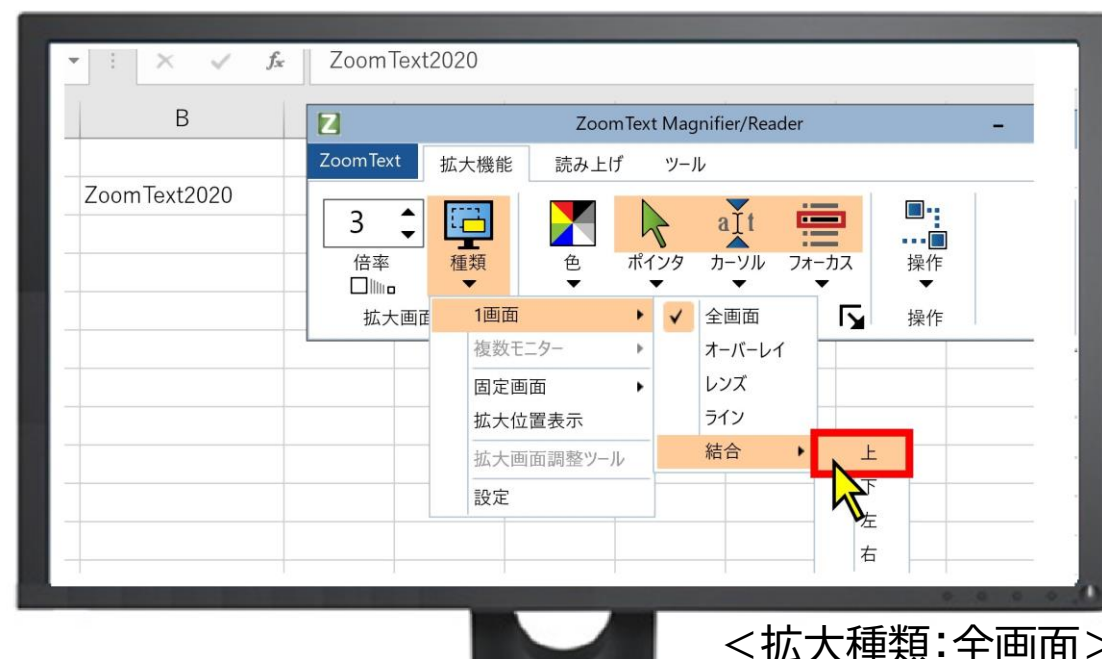 fx ZoomText2020
B
ZoomText Magnifier/Reader
ZoomText 拡大機能 読み上げ ツール
ZoomText2020
3
倍率 種類 色 ポインタ カーソル フォーカス 操作
aIt
拡大画面 操作
1画面 全画面
複数モニター オーバーレイ
固定画面 レンズ
拡大位置表示 ライン
拡大画面調整ツール 結合 上
設定 下
左
右
<拡大種類:全画面>